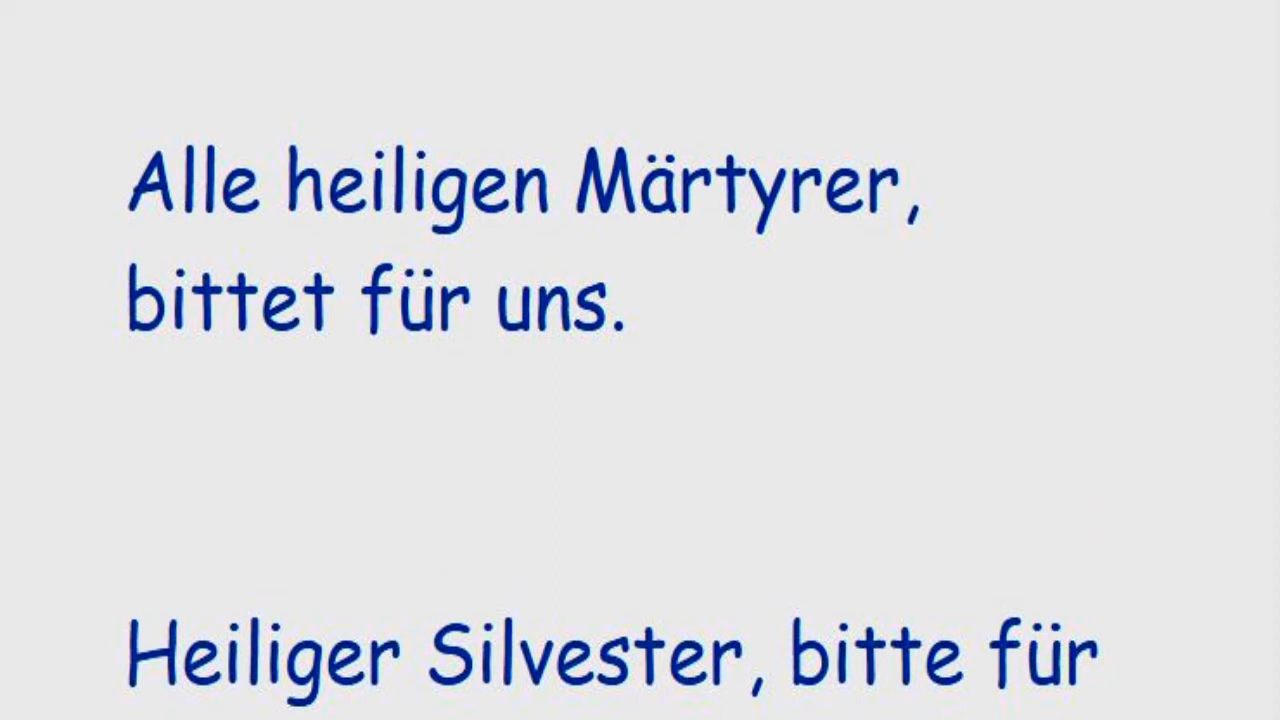 Alle heiligen Märtyrer,
bittet für uns.
Heiliger Silvester, bitte für